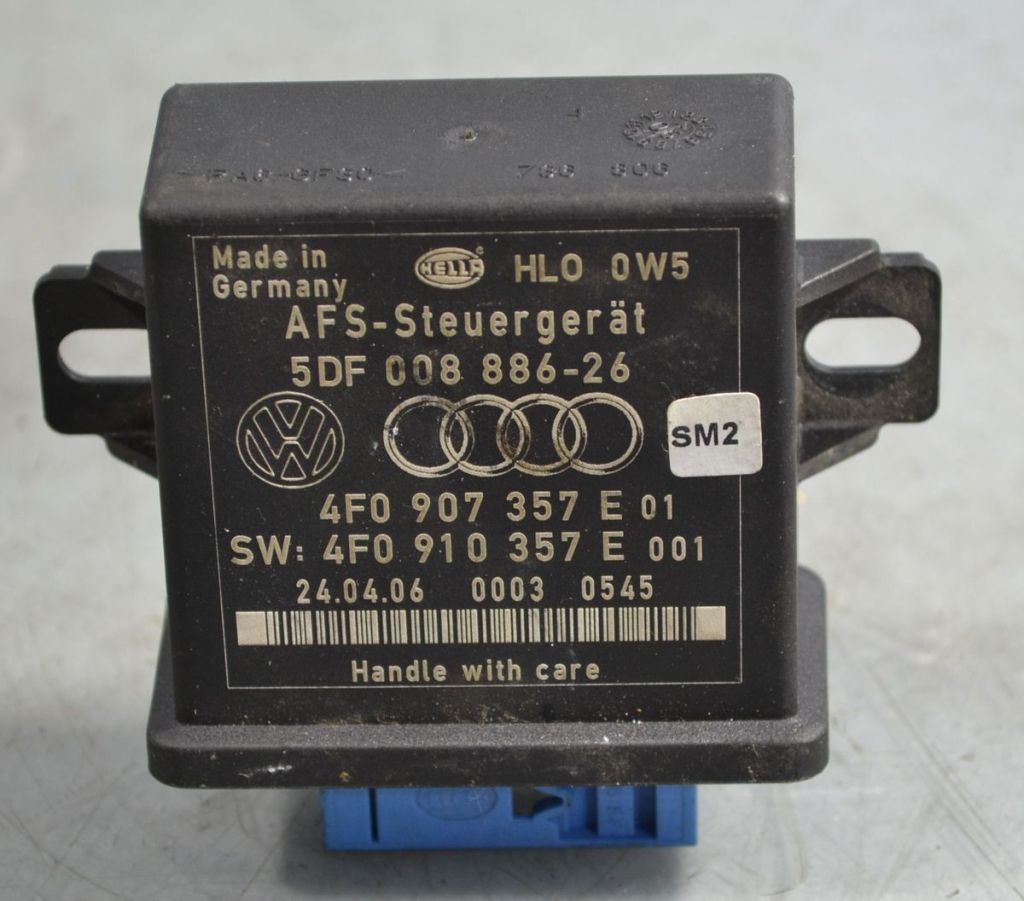 Made in
Germany
HELLA HL0 0W5
AFS-Steuergerät
5DF 008 886-26
SM2
4F0 907 357 E 01
SW: 4F0 910 357 E 001
24.04.06 0003 0545
Handle with care